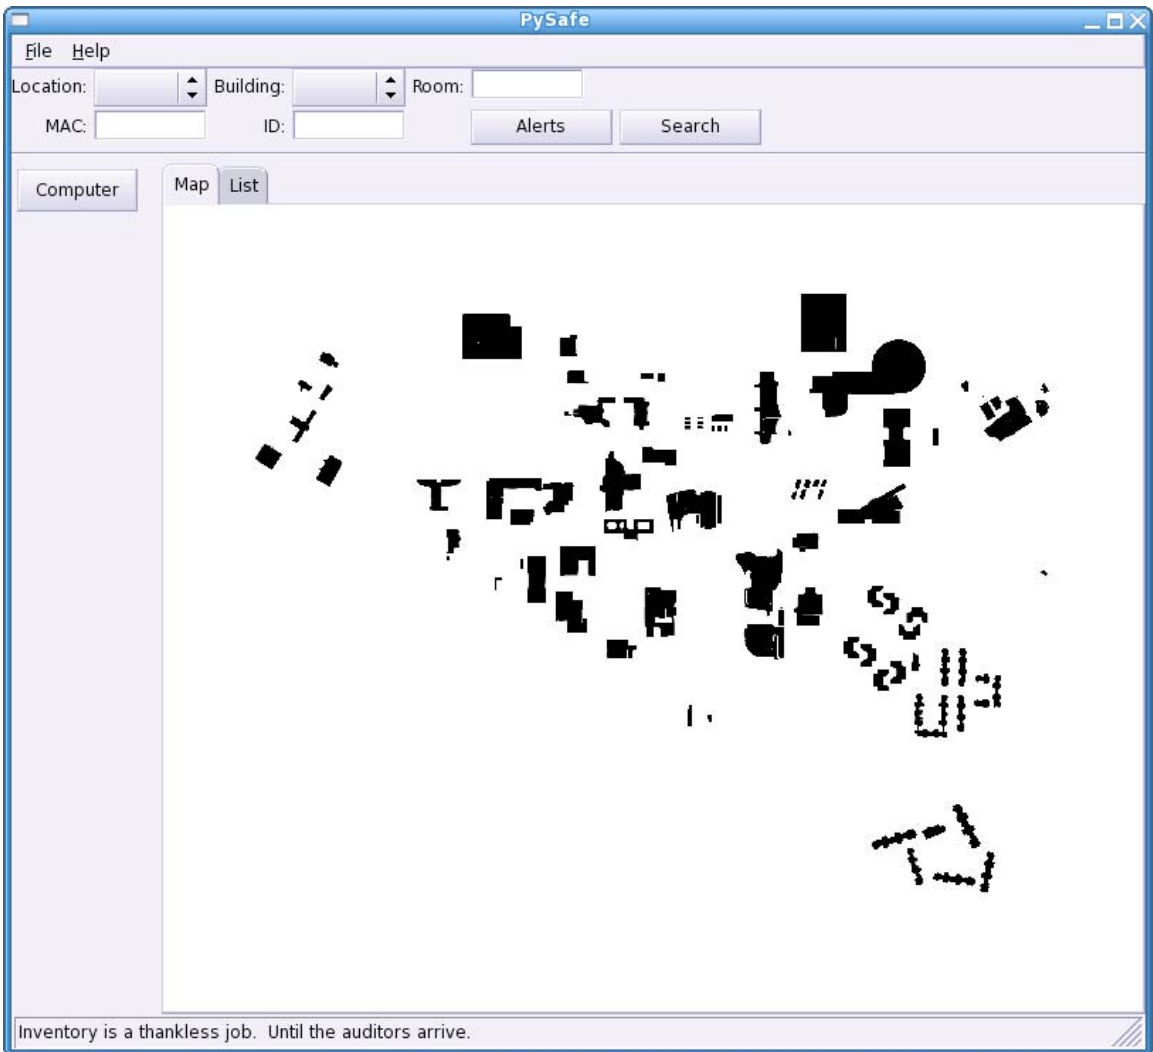 PySafe
File Help
Location: Building: Room:
MAC: ID: Alerts Search
Computer Map List
Inventory is a thankless job. Until the auditors arrive.